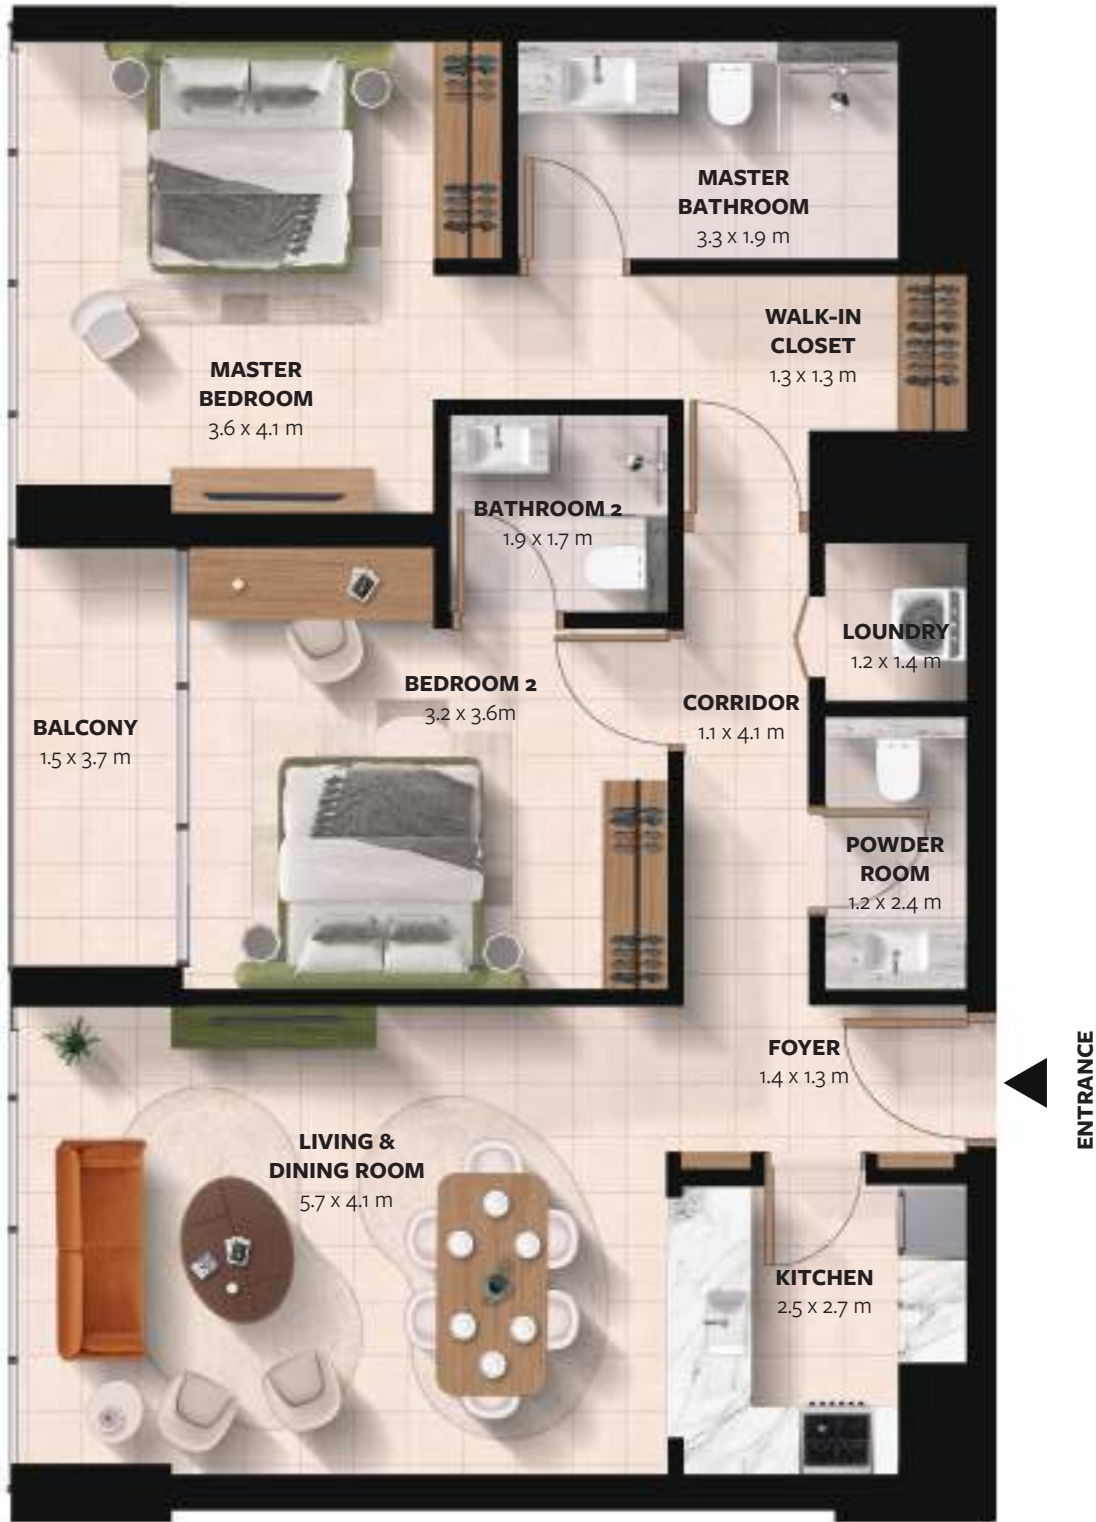 MASTER
BATHROOM
3.3 x 1.9 m
WALK-IN
CLOSET
1.3 x 1.3 m
MASTER
BEDROOM
3.6 x 4.1 m
BATHROOM 2
1.9 x 1.7 m
LOUNDRY
1.2 x 1.4 m
BEDROOM 2
3.2 x 3.6m
CORRIDOR
1.1 x 4.1 m
BALCONY
1.5 x 3.7 m
POWDER
ROOM
1.2 x 2.4 m
FOYER
1.4 x 1.3 m
ENTRANCE
LIVING &
DINING ROOM
5.7 x 4.1 m
KITCHEN
2.5 x 2.7 m